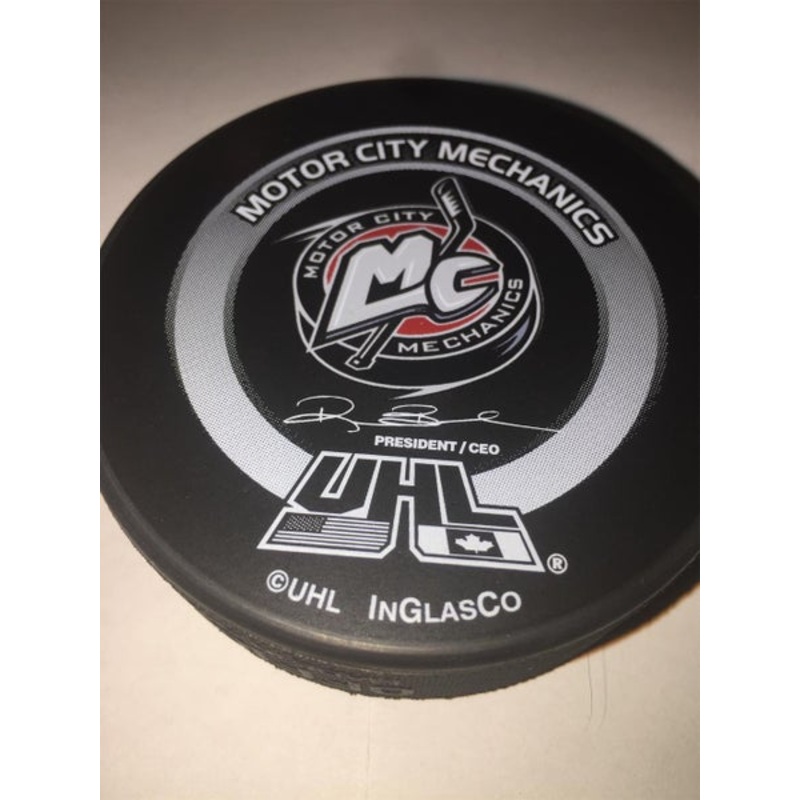 MOTOR CITY MECHANICS
MOTOR CITY
MC
MECHANICS
PRESIDENT / CEO
UHL
®
©UHL INGLASCO